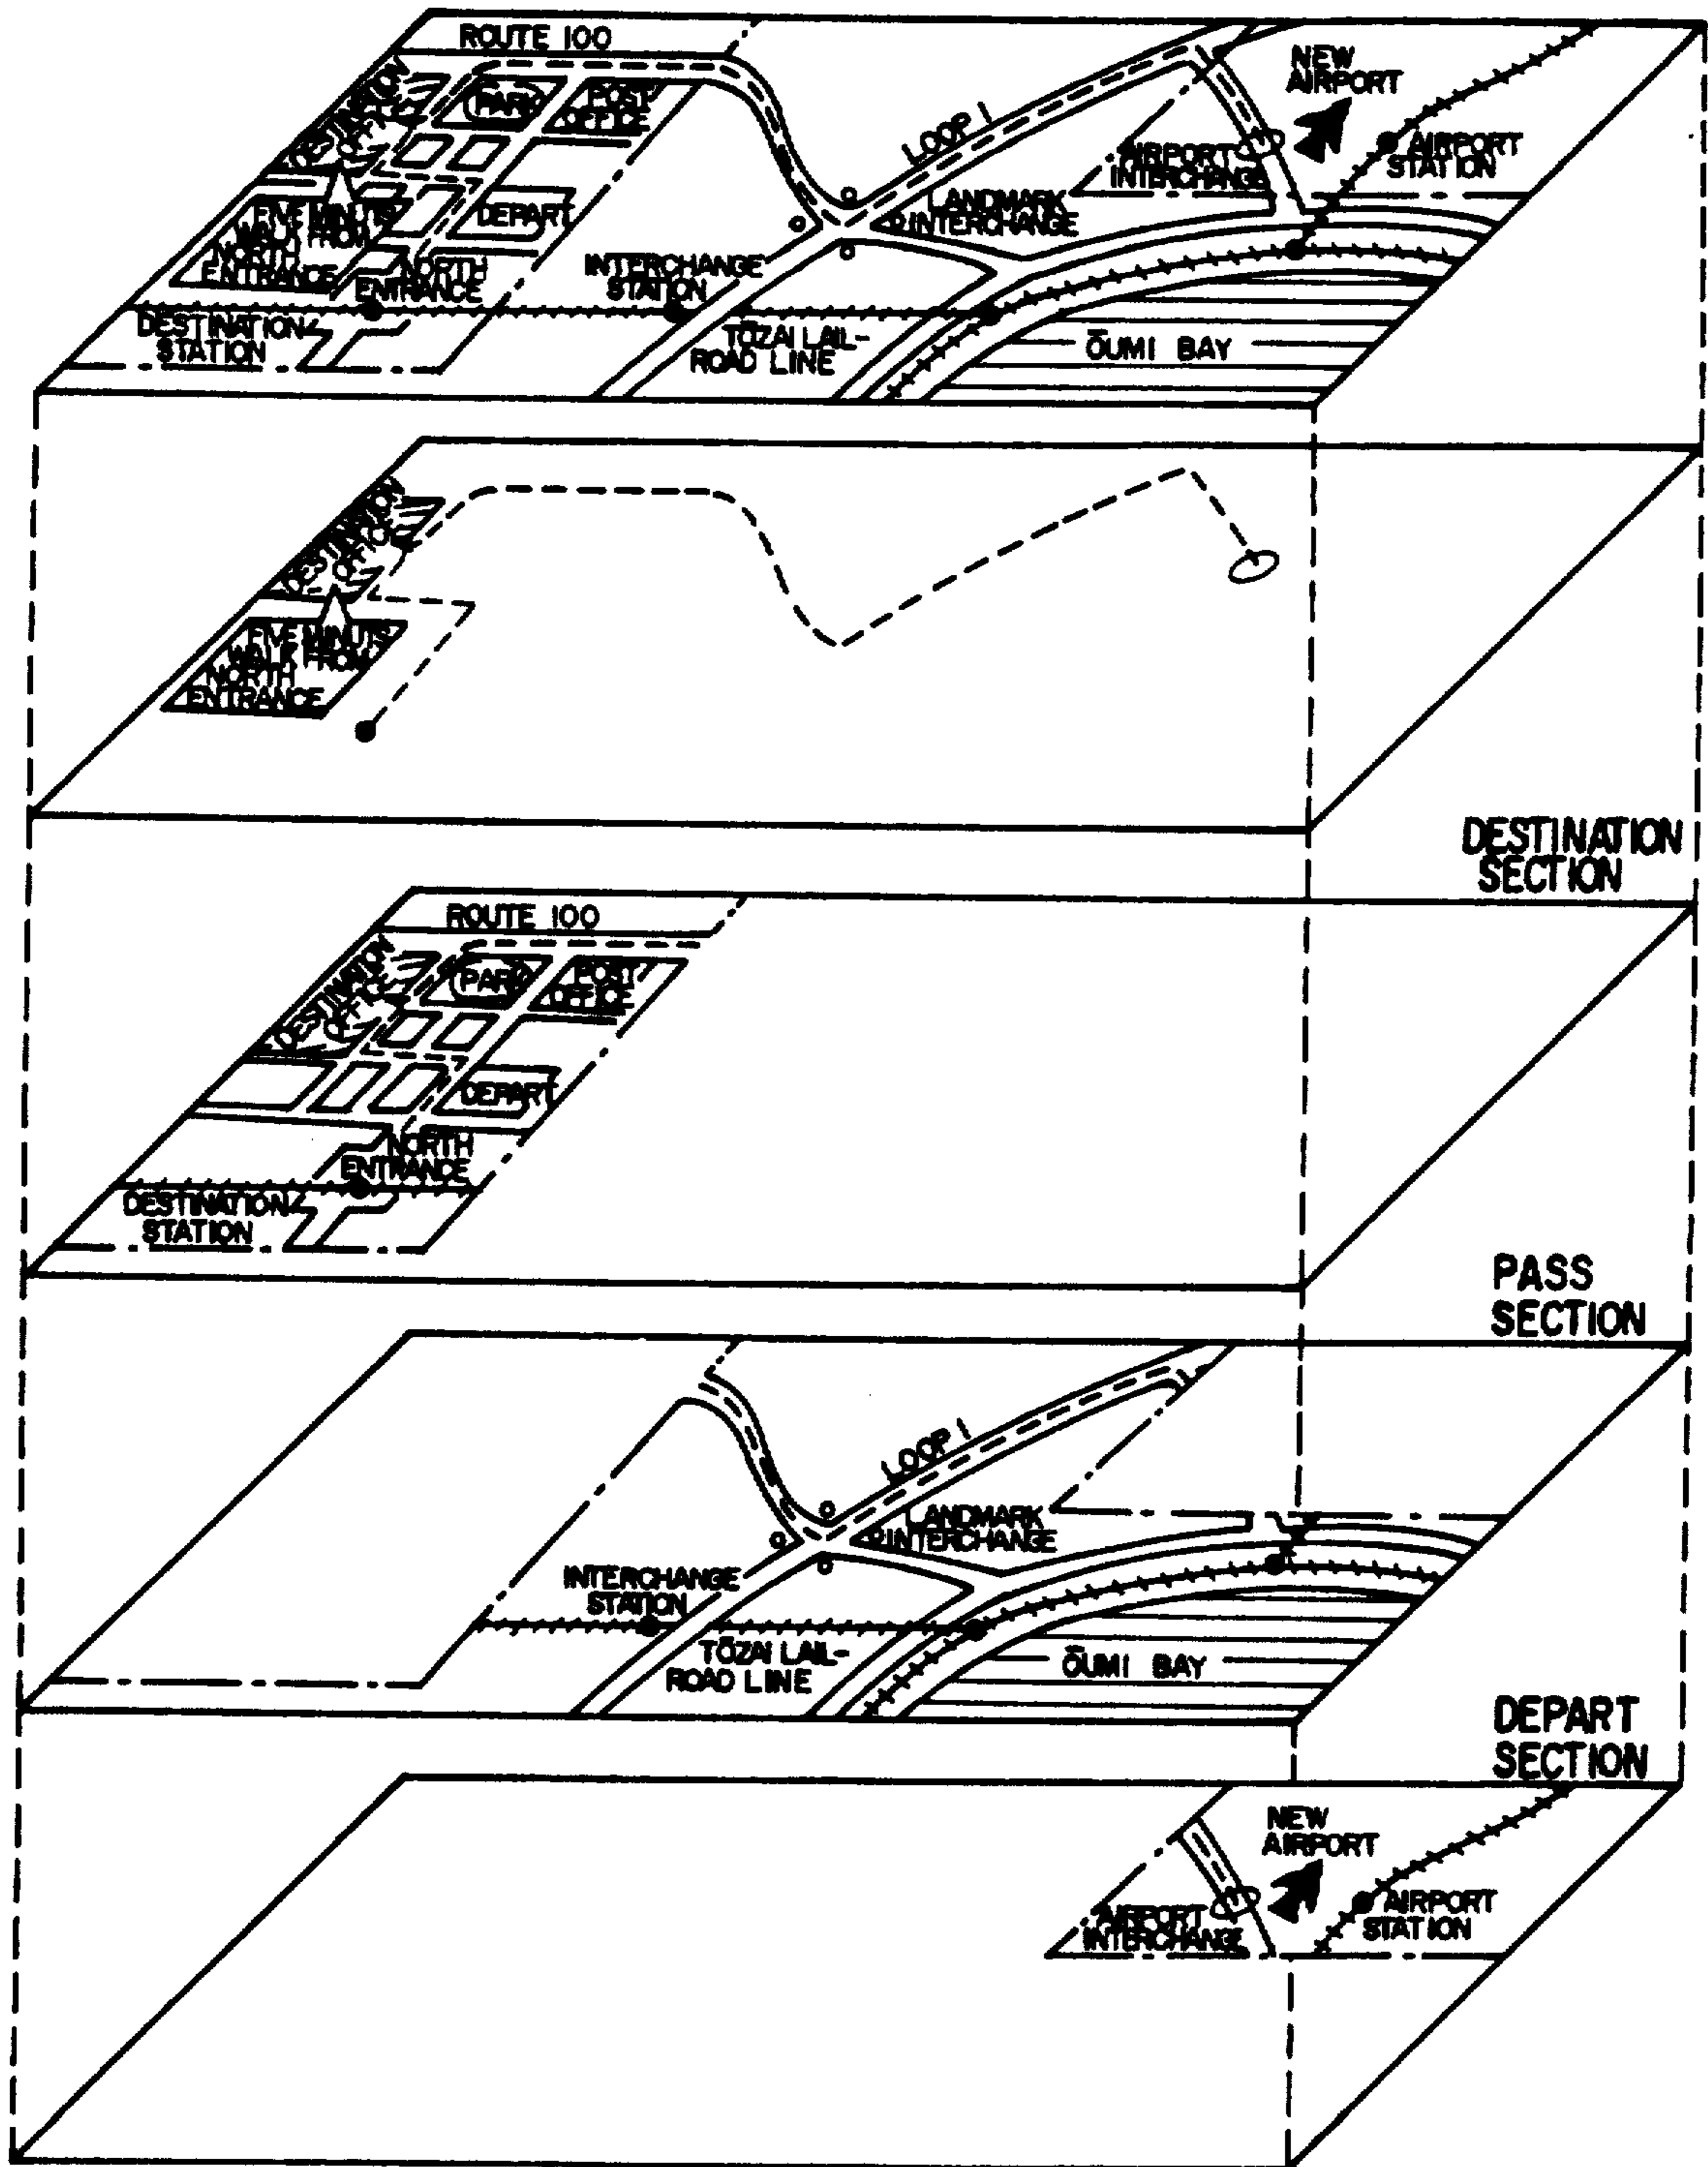 ROUTE 100
DESTINATION
OFFICE
PARK
POST
OFFICE
LOOP 1
NEW
AIRPORT
AIRPORT
INTERCHANGE
AIRPORT
STATION
FIVE MINUTS
WALK FROM
NORTH
ENTRANCE
DEPART
LANDMARK
INTERCHANGE
NORTH
ENTRANCE
INTERCHANGE
STATION
DESTINATION
STATION
TŌZAI LAIL-
ROAD LINE
ŌUMI BAY
DESTINATION
OFFICE
FIVE MINUTS
WALK FROM
NORTH
ENTRANCE
DESTINATION
SECTION
ROUTE 100
DESTINATION
OFFICE
PARK
POST
OFFICE
DEPART
NORTH
ENTRANCE
DESTINATION
STATION
PASS
SECTION
LOOP 1
LANDMARK
INTERCHANGE
INTERCHANGE
STATION
TŌZAI LAIL-
ROAD LINE
ŌUMI BAY
DEPART
SECTION
NEW
AIRPORT
AIRPORT
INTERCHANGE
AIRPORT
STATION